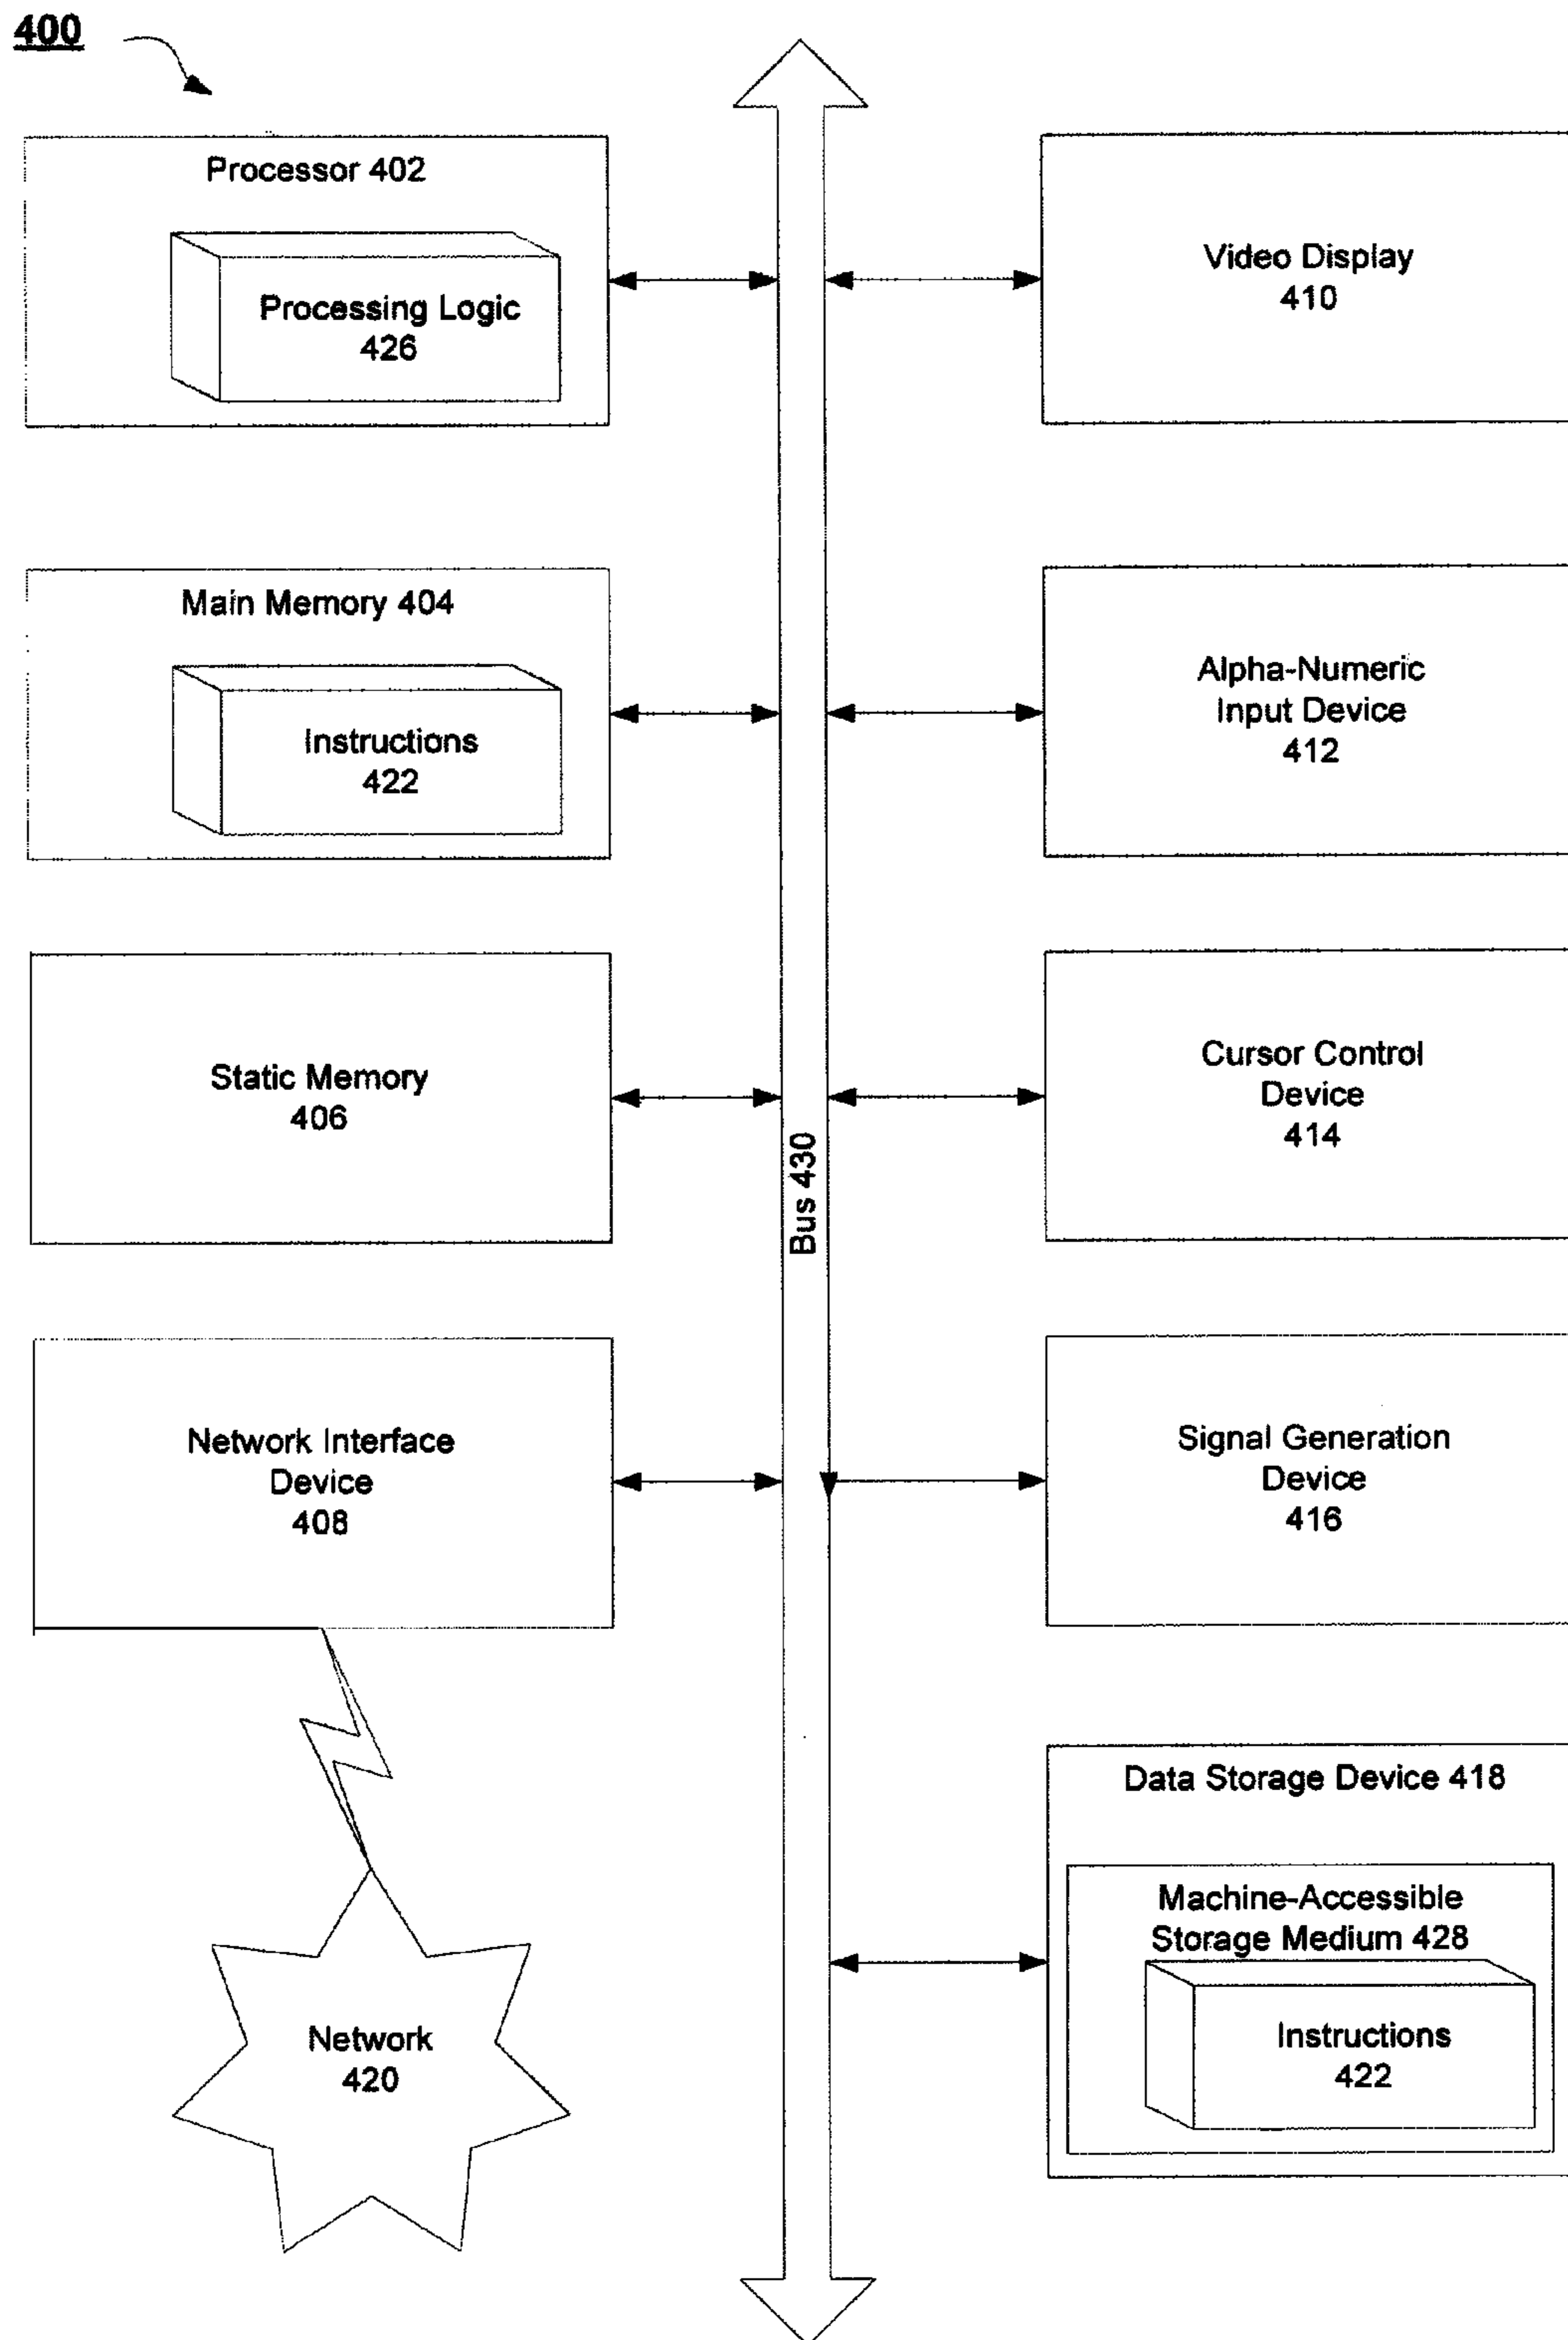 400
Processor 402
Processing Logic
426
Main Memory 404
Instructions
422
Static Memory
406
Network Interface
Device
408
Network
420
Bus 430
Video Display
410
Alpha-Numeric
Input Device
412
Cursor Control
Device
414
Signal Generation
Device
416
Data Storage Device 418
Machine-Accessible
Storage Medium 428
Instructions
422